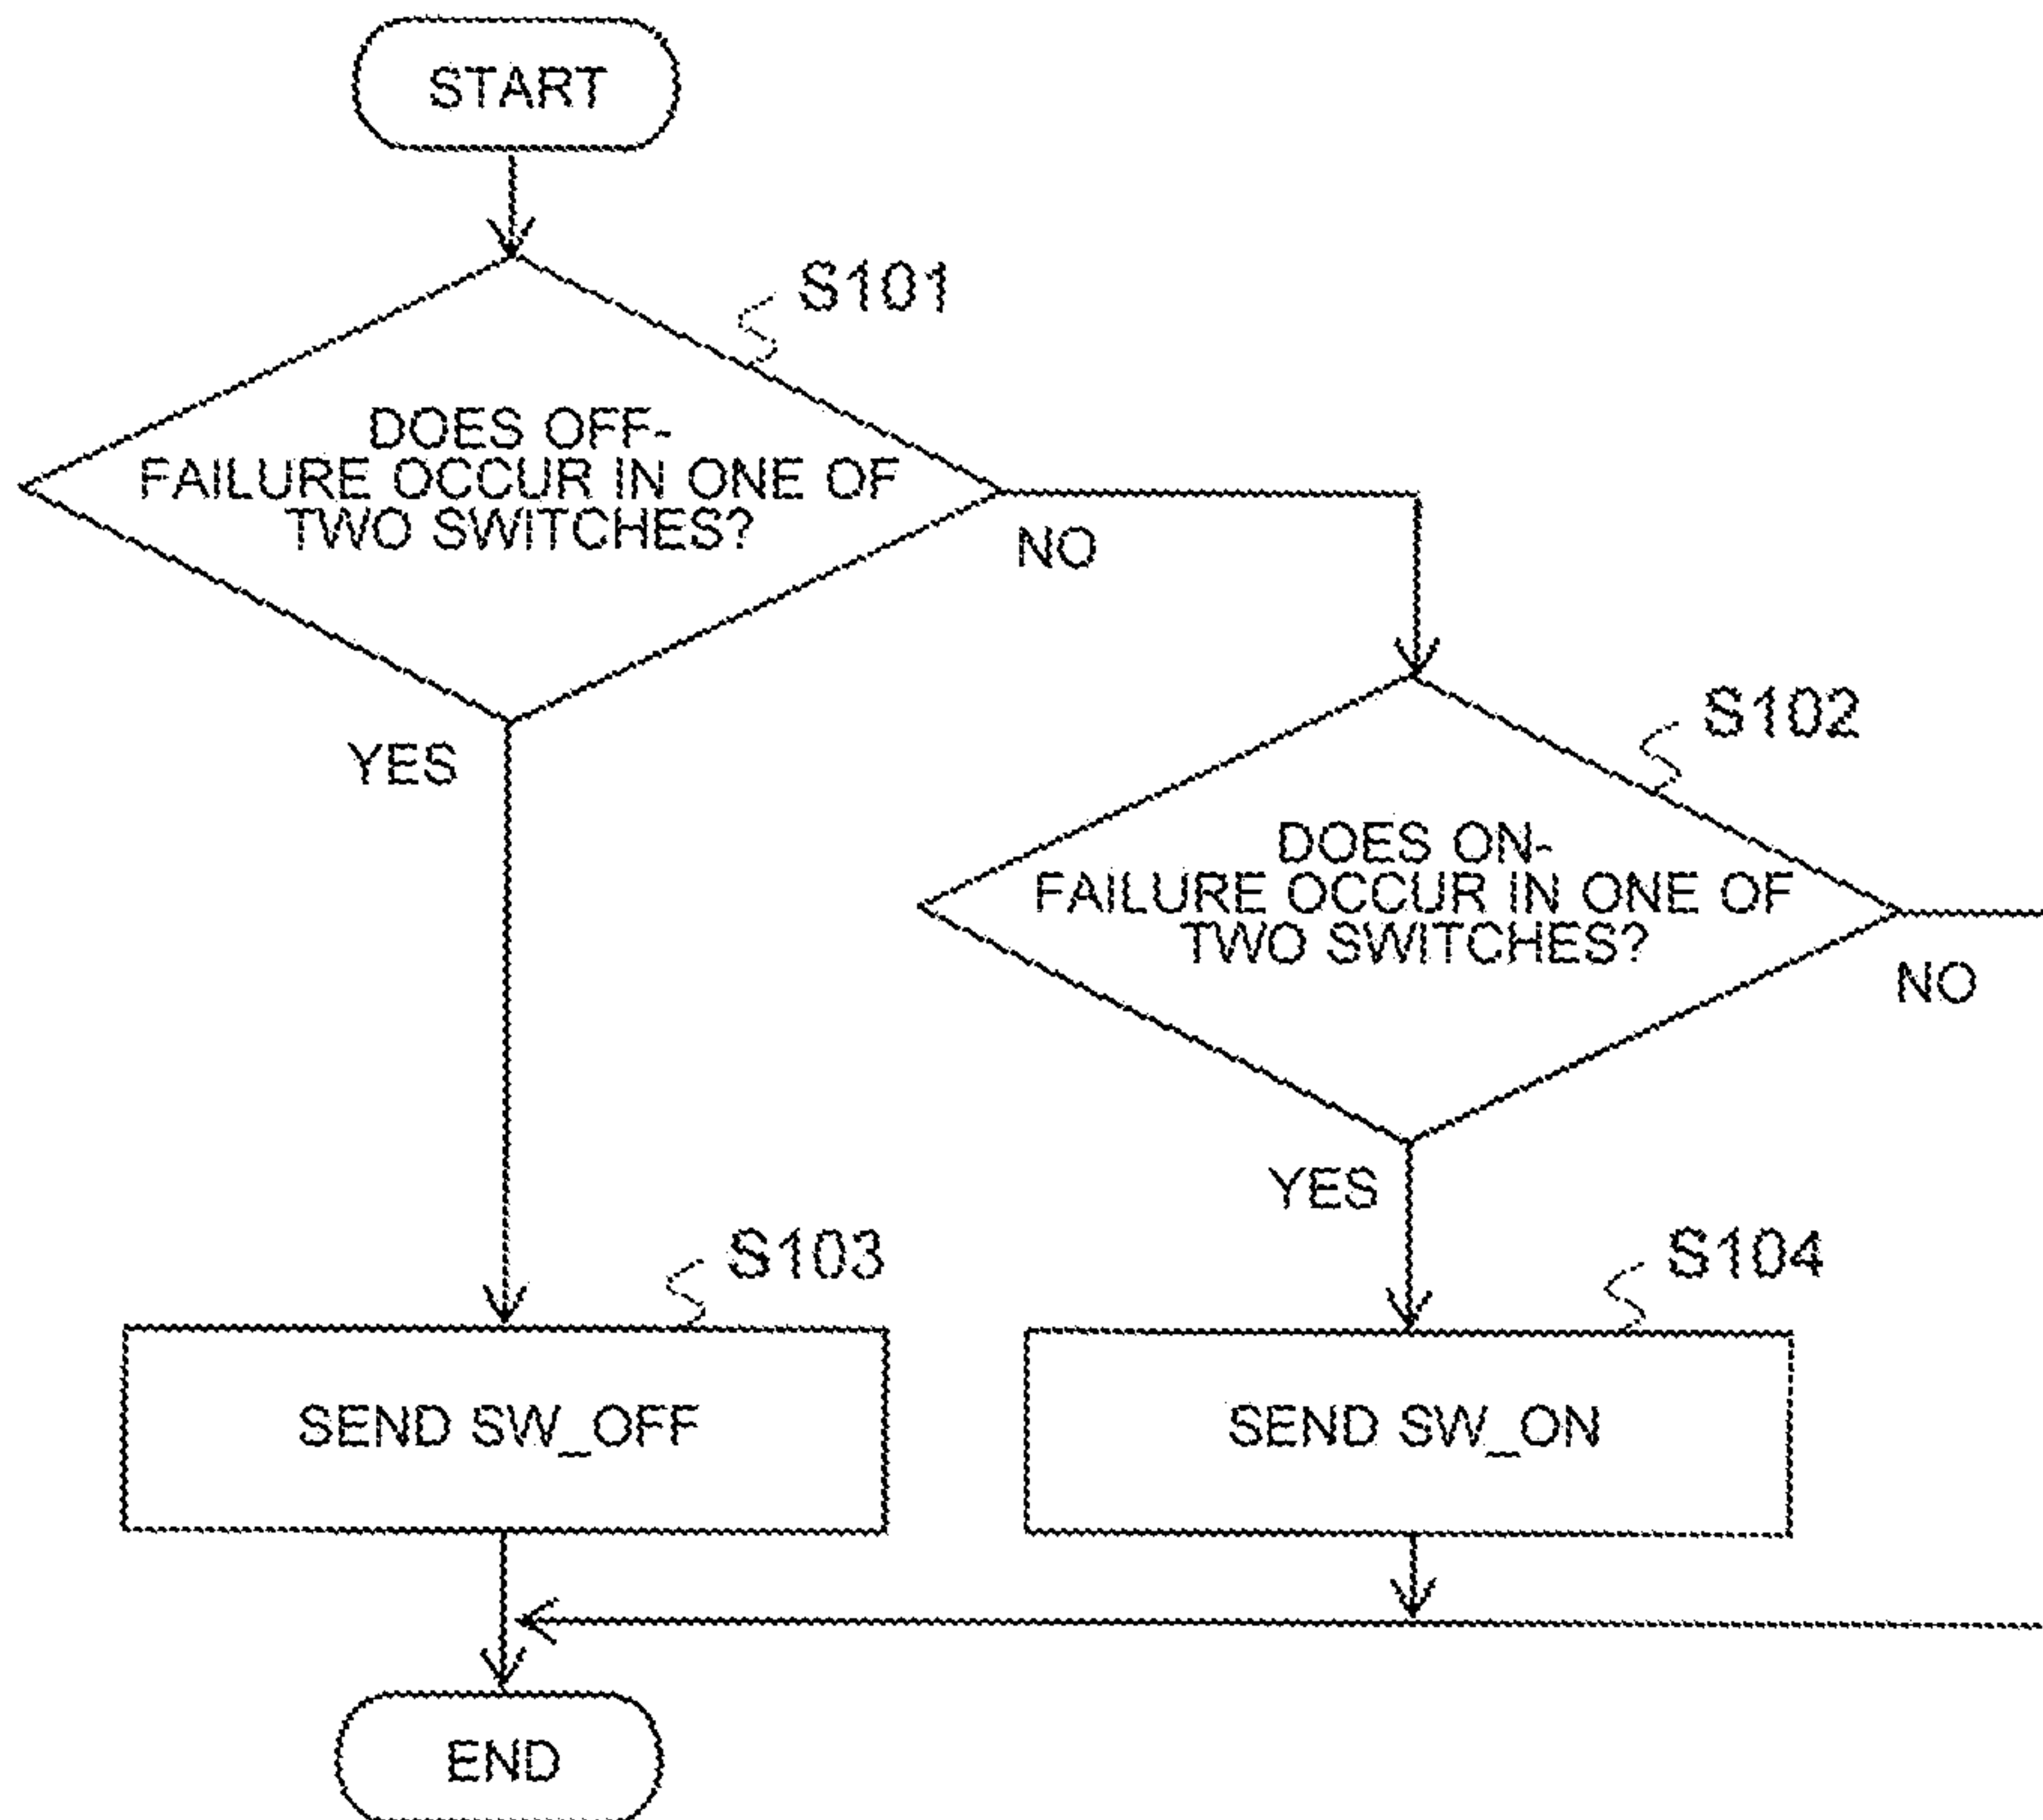 START
S101
DOES OFF-
FAILURE OCCUR IN ONE OF
TWO SWITCHES?
NO
YES
S102
DOES ON-
FAILURE OCCUR IN ONE OF
TWO SWITCHES?
NO
YES
S103
S104
SEND SW_OFF
SEND SW_ON
END